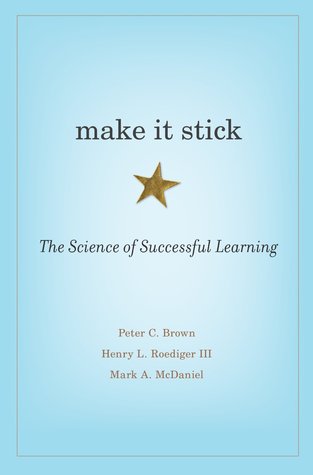 make it stick
The Science of Successful Learning
Peter C. Brown
Henry L. Roediger III
Mark A. McDaniel